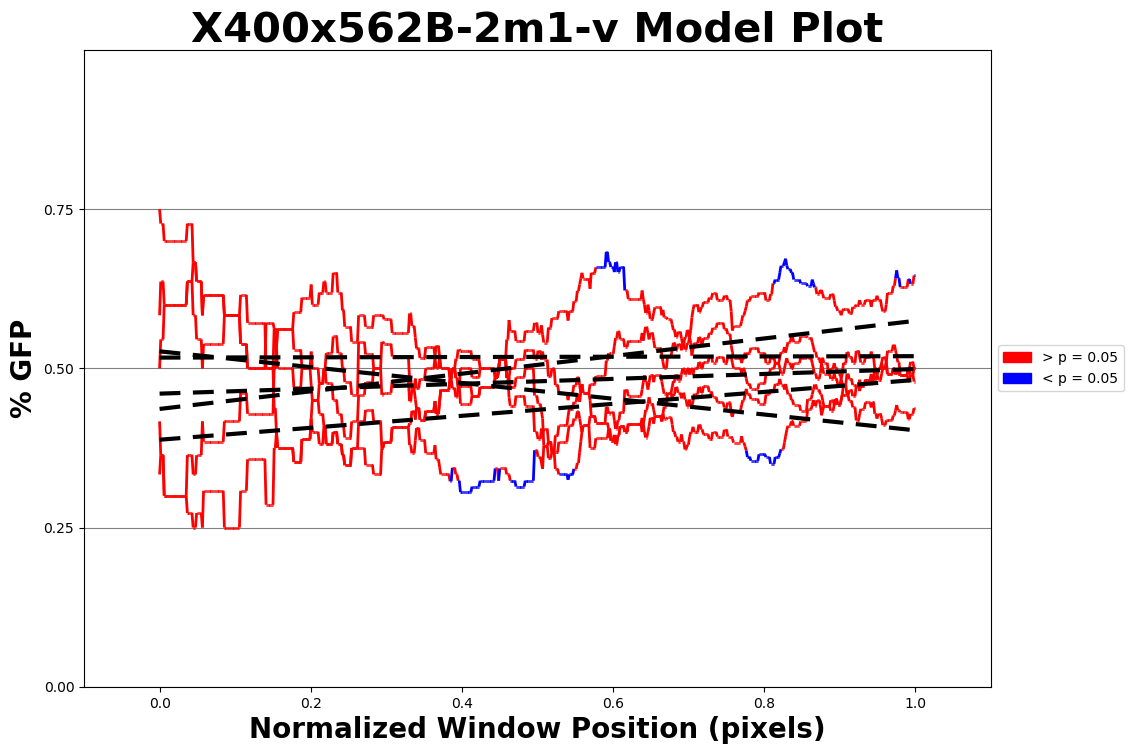 X400x562B-2m1-v Model Plot
% GFP
0.75
0.50
0.25
0.00
0.0 0.2 0.4 0.6 0.8 1.0
Normalized Window Position (pixels)
> p = 0.05
< p = 0.05